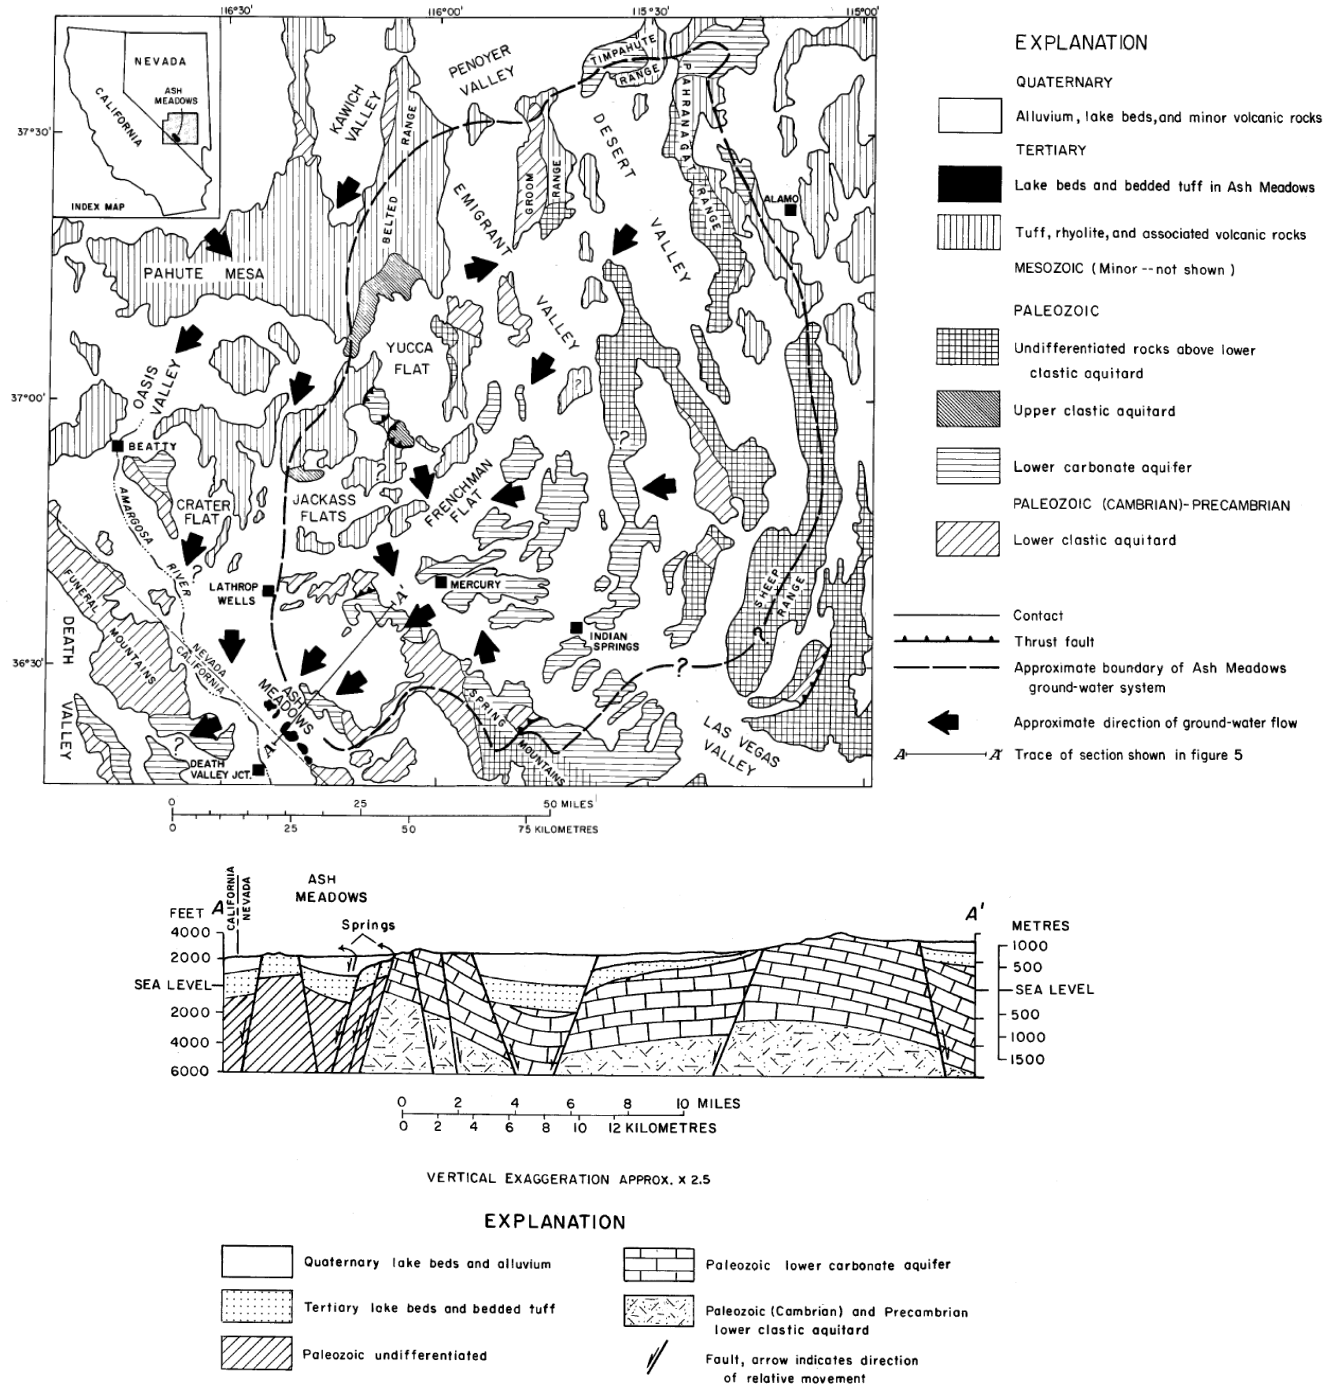 116°30'
116°00'
115°30'
115°00'
NEVADA
CALIFORNIA
ASH
MEADOWS
INDEX MAP
37°30'
37°00'
36°30'
KAWICH
VALLEY
PENOYER
VALLEY
TIMPAHUTE
RANGE
PAHRANAGAT
RANGE
BELTED
RANGE
GROOM
RANGE
DESERT
VALLEY
EMIGRANT
VALLEY
ALAMO
PAHUTE MESA
OASIS
VALLEY
YUCCA
FLAT
?
?
BEATTY
CRATER
FLAT
JACKASS
FLATS
?
FRENCHMAN
FLAT
AMARGOSA
RIVER
?
LATHROP
WELLS
MERCURY
A'
INDIAN
SPRINGS
SHEEP
RANGE
?
?
FUNERAL
MOUNTAINS
DEATH
VALLEY
NEVADA
CALIFORNIA
ASH
MEADOWS
SPRING
MOUNTAINS
LAS VEGAS
VALLEY
?
A
DEATH
VALLEY JCT.
0 25 50 MILES
0 25 50 75 KILOMETRES
EXPLANATION
QUATERNARY
Alluvium, lake beds, and minor volcanic rocks
TERTIARY
Lake beds and bedded tuff in Ash Meadows
Tuff, rhyolite, and associated volcanic rocks
MESOZOIC (Minor -- not shown )
PALEOZOIC
Undifferentiated rocks above lower
clastic aquitard
Upper clastic aquitard
Lower carbonate aquifer
PALEOZOIC (CAMBRIAN)-PRECAMBRIAN
Lower clastic aquitard
Contact
Thrust fault
Approximate boundary of Ash Meadows
ground-water system
Approximate direction of ground-water flow
A A' Trace of section shown in figure 5
FEET
A
CALIFORNIA
NEVADA
ASH
MEADOWS
Springs
A'
METRES
4000
2000
SEA LEVEL
2000
4000
6000
1000
500
SEA LEVEL
500
1000
1500
0 2 4 6 8 10 MILES
0 2 4 6 8 10 12 KILOMETRES
VERTICAL EXAGGERATION APPROX. X 2.5
EXPLANATION
Quaternary lake beds and alluvium
Tertiary lake beds and bedded tuff
Paleozoic undifferentiated
Paleozoic lower carbonate aquifer
Paleozoic (Cambrian) and Precambrian
lower clastic aquitard
Fault, arrow indicates direction
of relative movement